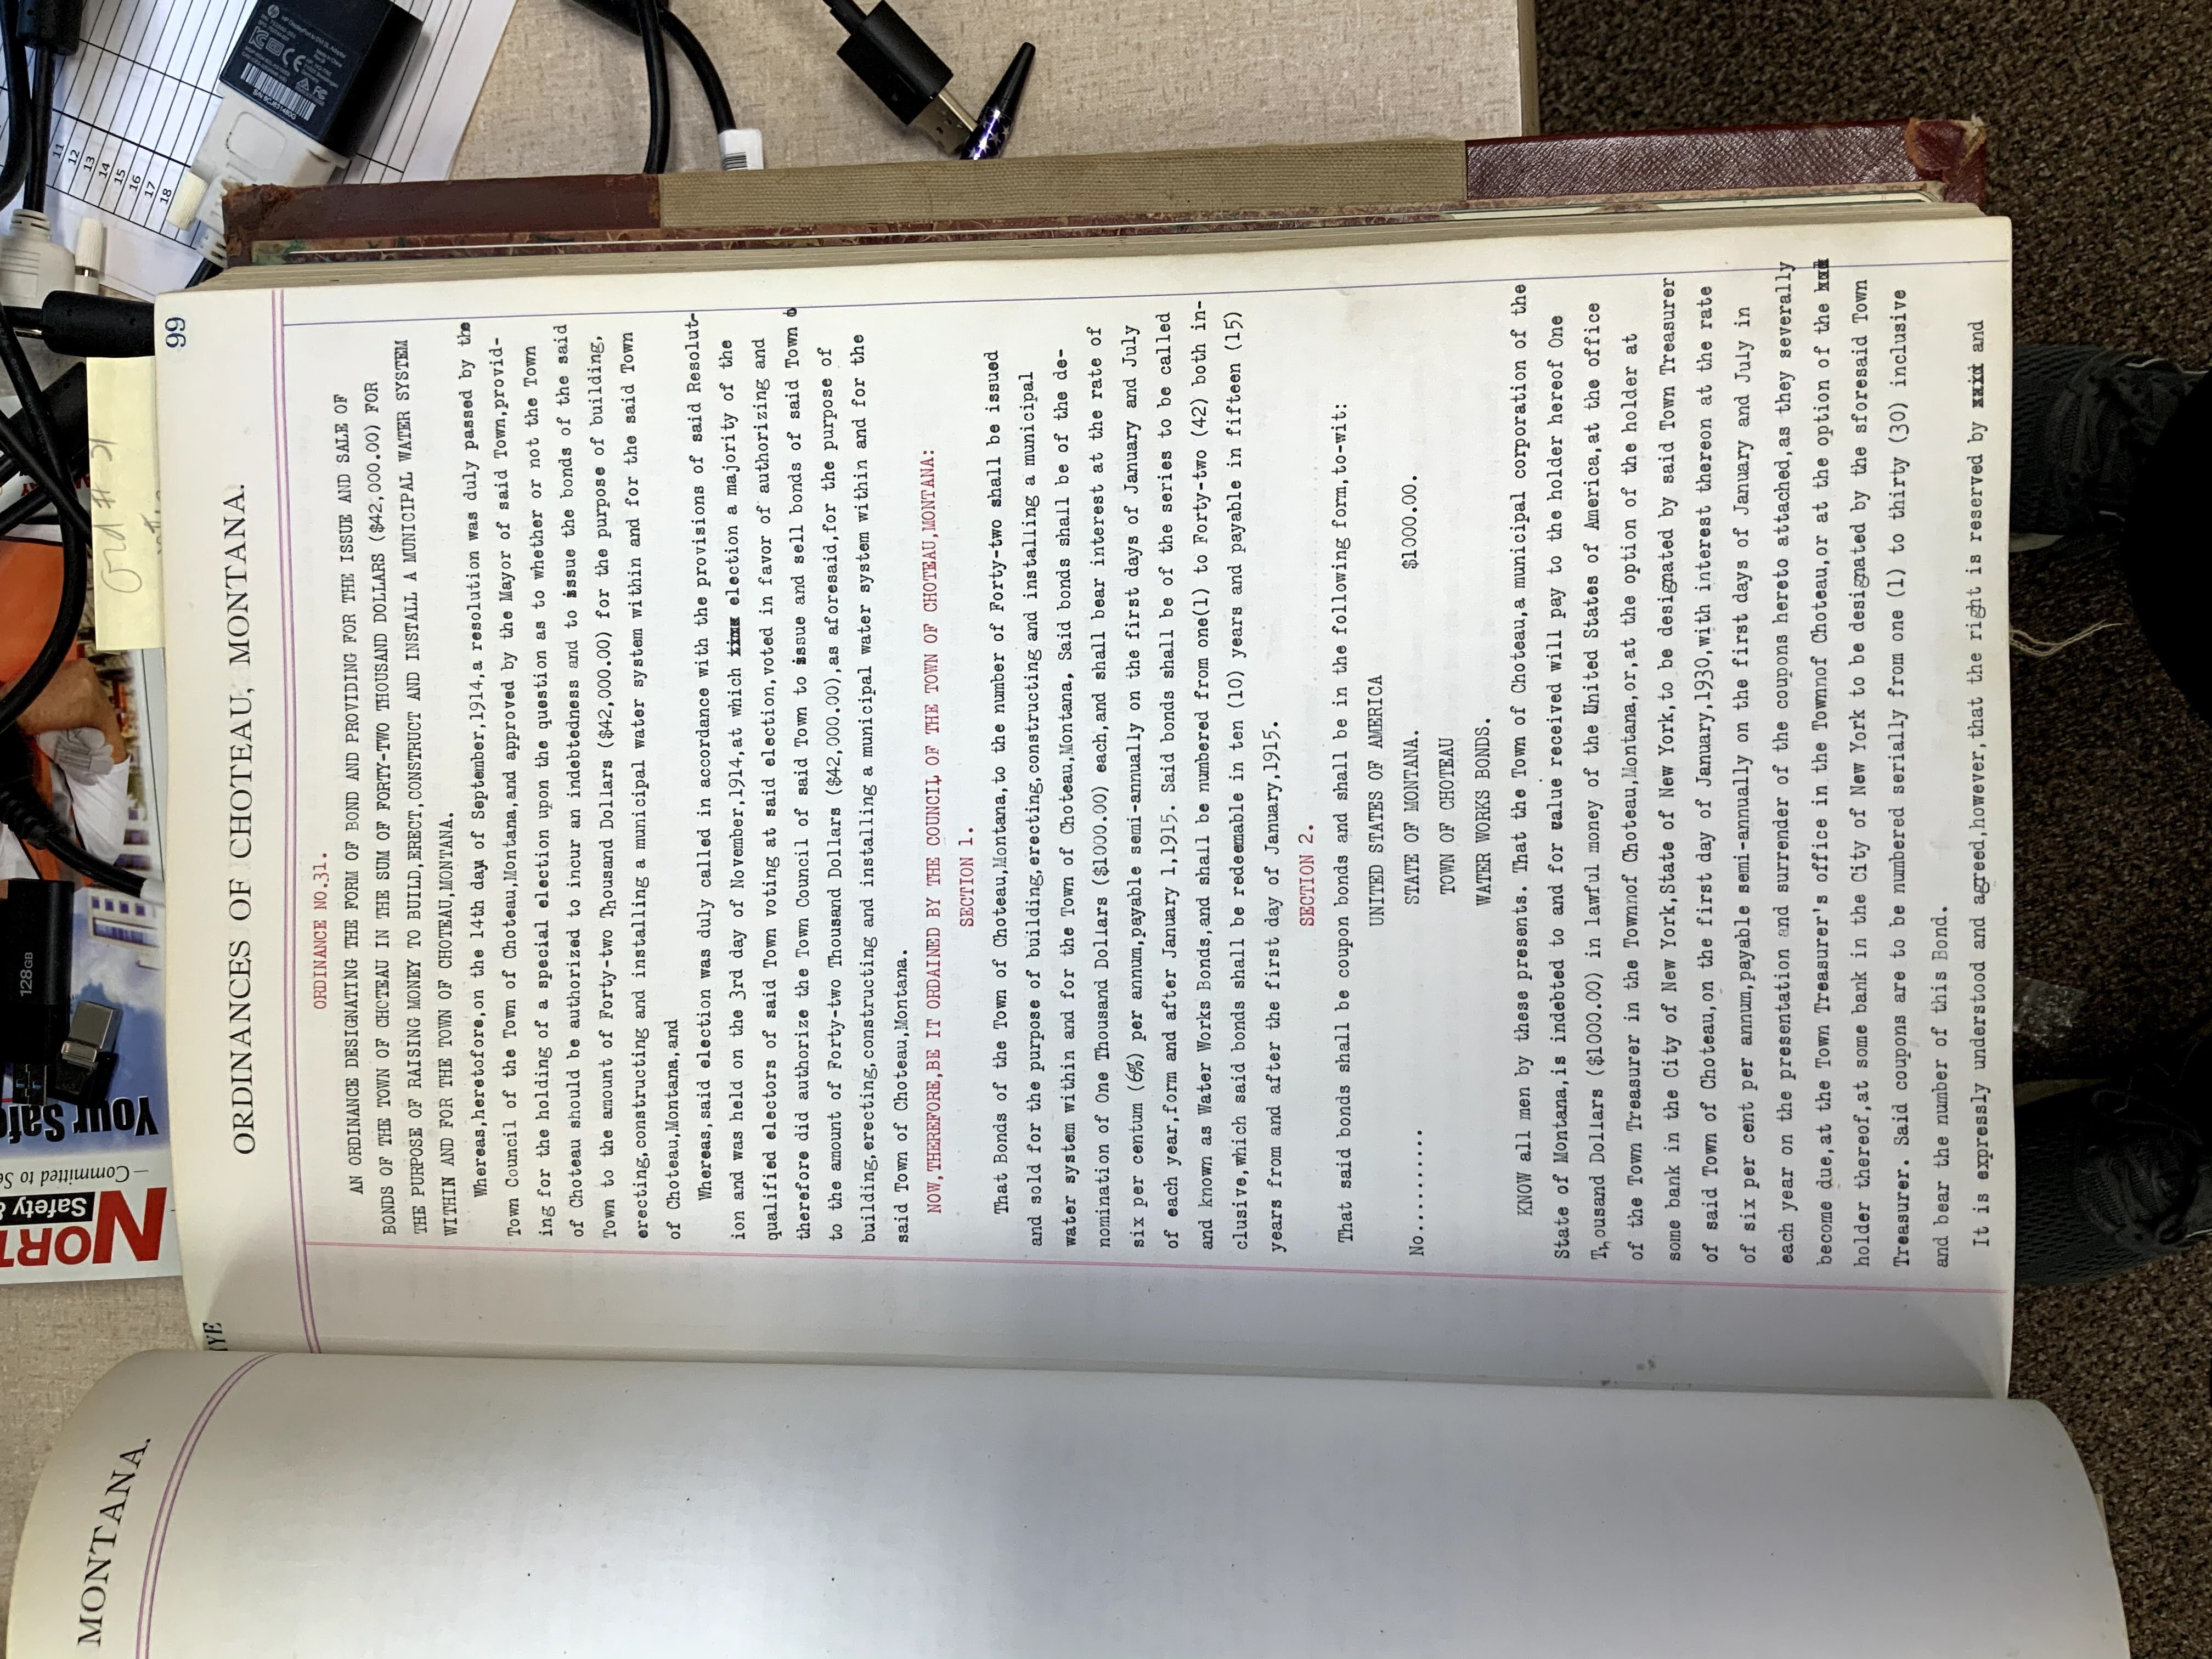 MONTANA.
99
ORDINANCES OF CHOTEAU, MONTANA.
ORDINANCE NO.31.
AN ORDINANCE DESIGNATING THE FORM OF BOND AND PROVIDING FOR THE ISSUE AND SALE OF
BONDS OF THE TOWN OF CHOTEAU IN THE SUM OF FORTY-TWO THOUSAND DOLLARS ($42,000.00) FOR
THE PURPOSE OF RAISING MONEY TO BUILD,ERECT,CONSTRUCT AND INSTALL A MUNICIPAL WATER SYSTEM
WITHIN AND FOR THE TOWN OF CHOTEAU,MONTANA.
Whereas,heretofore,on the 14th day of September,1914,a resolution was duly passed by the
Town Council of the Town of Choteau,Montana,and approved by the Mayor of said Town,provid-
ing for the holding of a special election upon the question as to whether or not the Town
of Choteau should be authorized to incur an indebtedness and to issue the bonds of the said
Town to the amount of Forty-two Thousand Dollars ($42,000.00) for the purpose of building,
erecting,constructing and installing a municipal water system within and for the said Town
of Choteau,Montana,and
Whereas,said election was duly called in accordance with the provisions of said Resolut-
ion and was held on the 3rd day of November,1914,at which election a majority of the
qualified electors of said Town voting at said election,voted in favor of authorizing and
therefore did authorize the Town Council of said Town to issue and sell bonds of said Town
to the amount of Forty-two Thousand Dollars ($42,000.00),as aforesaid,for the purpose of
building,erecting,constructing and installing a municipal water system within and for the
said Town of Choteau,Montana.
NOW,THEREFORE,BE IT ORDAINED BY THE COUNCIL OF THE TOWN OF CHOTEAU,MONTANA:
SECTION 1.
That Bonds of the Town of Choteau,Montana,to the number of Forty-two shall be issued
and sold for the purpose of building,erecting,constructing and installing a municipal
water system within and for the Town of Choteau,Montana. Said bonds shall be of the de-
nomination of One Thousand Dollars ($1000.00) each,and shall bear interest at the rate of
six per centum (6%) per annum,payable semi-annually on the first days of January and July
of each year,form and after January 1,1915. Said bonds shall be of the series to be called
and known as Water Works Bonds,and shall be numbered from one(1) to Forty-two (42) both in-
clusive,which said bonds shall be redeemable in ten (10) years and payable in fifteen (15)
years from and after the first day of January,1915.
SECTION 2.
That said bonds shall be coupon bonds and shall be in the following form,to-wit:
UNITED STATES OF AMERICA
No.......... STATE OF MONTANA. $1000.00.
TOWN OF CHOTEAU
WATER WORKS BONDS.
KNOW all men by these presents. That the Town of Choteau,a municipal corporation of the
State of Montana,is indebted to and for value received will pay to the holder hereof One
Thousand Dollars ($1000.00) in lawful money of the United States of America,at the office
of the Town Treasurer in the Townof Choteau,Montana,or,at the option of the holder at
some bank in the City of New York,State of New York,to be designated by said Town Treasurer
of said Town of Choteau,on the first day of January,1930,with interest thereon at the rate
of six per cent per annum,payable semi-annually on the first days of January and July in
each year on the presentation and surrender of the coupons hereto attached,as they severally
become due,at the Town Treasurer's office in the Townnof Choteau,or at the option of the
holder thereof,at some bank in the City of New York to be designated by the sforesaid Town
Treasurer. Said coupons are to be numbered serially from one (1) to thirty (30) inclusive
and bear the number of this Bond.
It is expressly understood and agreed,however,that the right is reserved by and
Safety &
Committed to Se
Your Safe
128GB
Ord # 31
11
12
13
14
15
16
17
18